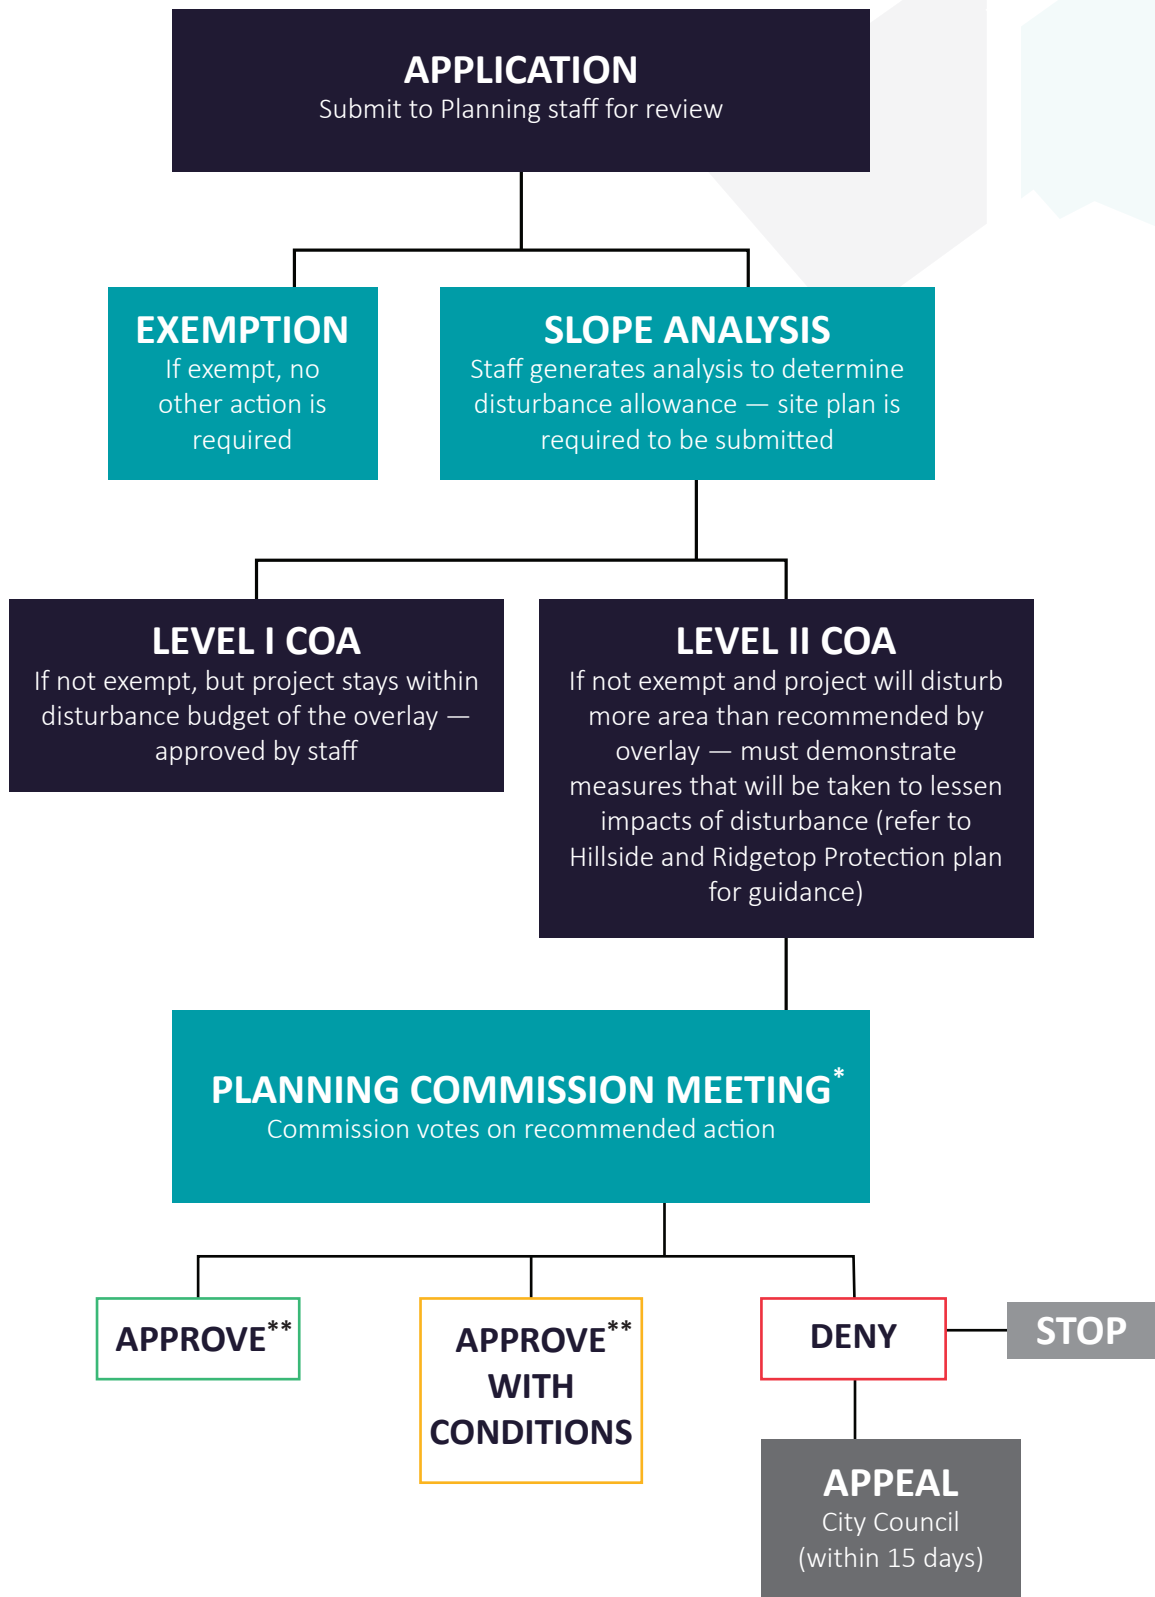 APPLICATION
Submit to Planning staff for review
EXEMPTION
If exempt, no
other action is
required
SLOPE ANALYSIS
Staff generates analysis to determine
disturbance allowance — site plan is
required to be submitted
LEVEL I COA
If not exempt, but project stays within
disturbance budget of the overlay —
approved by staff
LEVEL II COA
If not exempt and project will disturb
more area than recommended by
overlay — must demonstrate
measures that will be taken to lessen
impacts of disturbance (refer to
Hillside and Ridgetop Protection plan
for guidance)
PLANNING COMMISSION MEETING*
Commission votes on recommended action
APPROVE**
APPROVE**
WITH
CONDITIONS
DENY
STOP
APPEAL
City Council
(within 15 days)